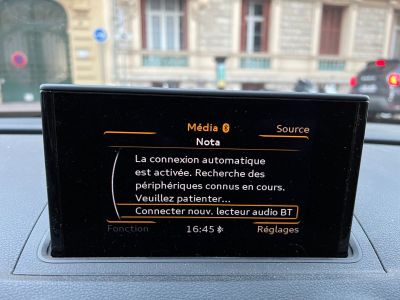 Média
Source
Nota
La connexion automatique
est activée. Recherche des
périphériques connus en cours.
Veuillez patienter...
Connecter nouv. lecteur audio BT
Fonction
16:45
Réglages